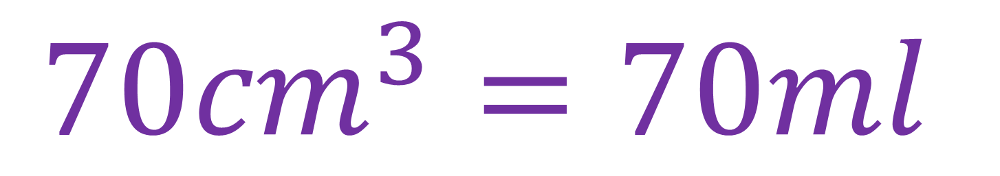 70cm³ = 70ml